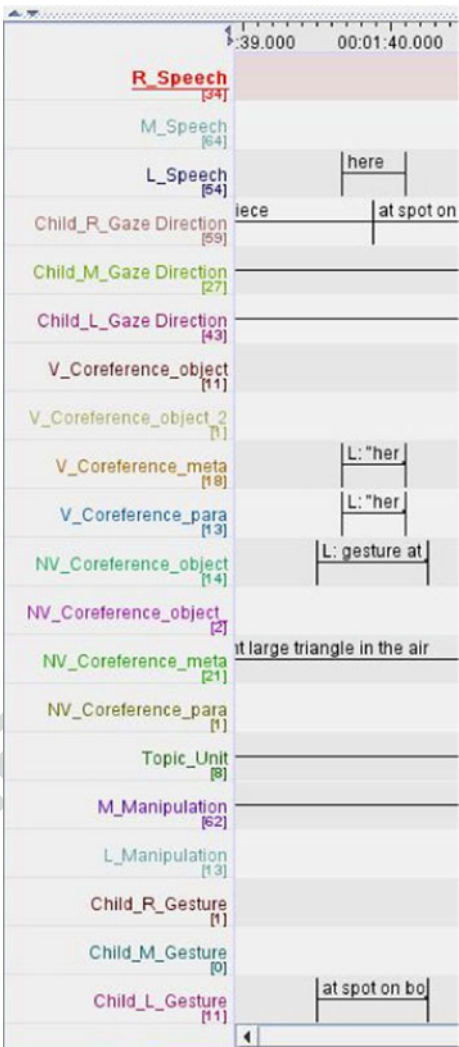 :39.000 00:01:40.000
R_Speech
[34]
M_Speech
[64]
L_Speech
[54]
here
Child_R_Gaze Direction
[59]
iece at spot on
Child_M_Gaze Direction
[27]
Child_L_Gaze Direction
[43]
V_Coreference_object
[11]
V_Coreference_object_2
[1]
V_Coreference_meta
[18]
L: "her
V_Coreference_para
[13]
L: "her
NV_Coreference_object
[14]
L: gesture at
NV_Coreference_object_
[2]
NV_Coreference_meta
[21]
nt large triangle in the air
NV_Coreference_para
[1]
Topic_Unit
[8]
M_Manipulation
[62]
L_Manipulation
[13]
Child_R_Gesture
[1]
Child_M_Gesture
[0]
Child_L_Gesture
[11]
at spot on bo